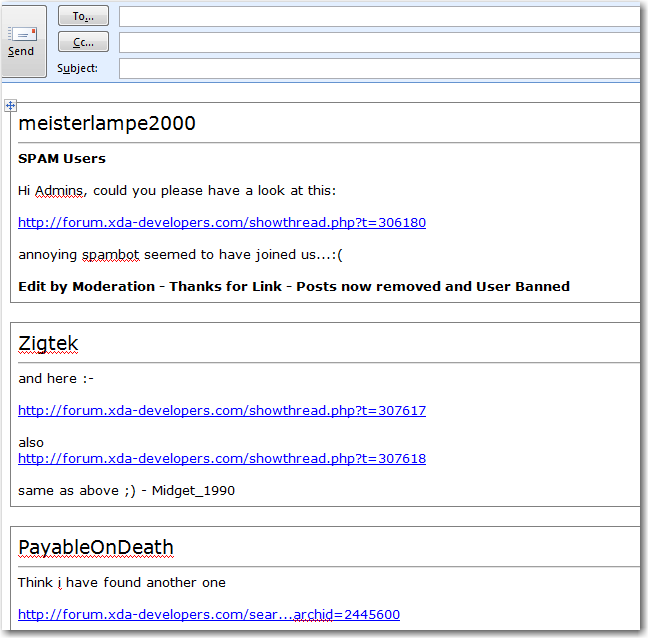 To...
Send
Cc...
Subject:
meisterlampe2000
SPAM Users
Hi Admins, could you please have a look at this:
http://forum.xda-developers.com/showthread.php?t=306180
annoying spambot seemed to have joined us...:(
Edit by Moderation - Thanks for Link - Posts now removed and User Banned
Zigtek
and here :-
http://forum.xda-developers.com/showthread.php?t=307617
also
http://forum.xda-developers.com/showthread.php?t=307618
same as above ;) - Midget_1990
PayableOnDeath
Think i have found another one
http://forum.xda-developers.com/sear...archid=2445600